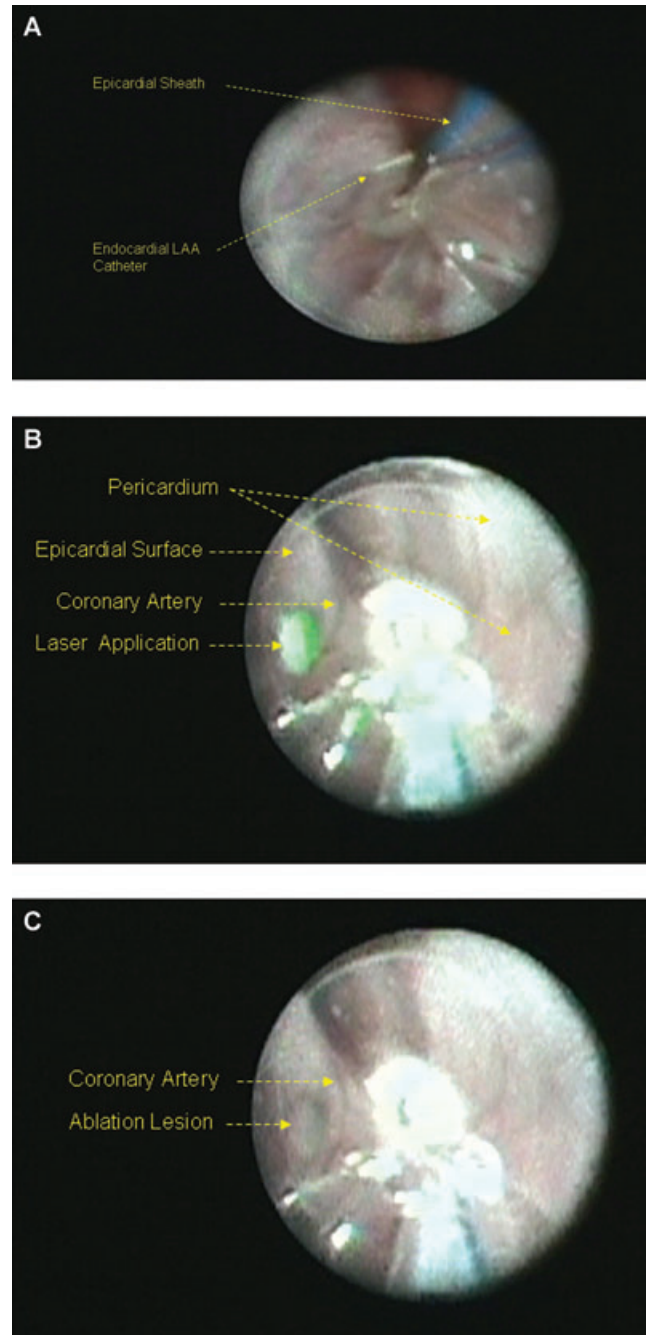 A
Epicardial Sheath
Endocardial LAA
Catheter
B
Pericardium
Epicardial Surface
Coronary Artery
Laser Application
C
Coronary Artery
Ablation Lesion